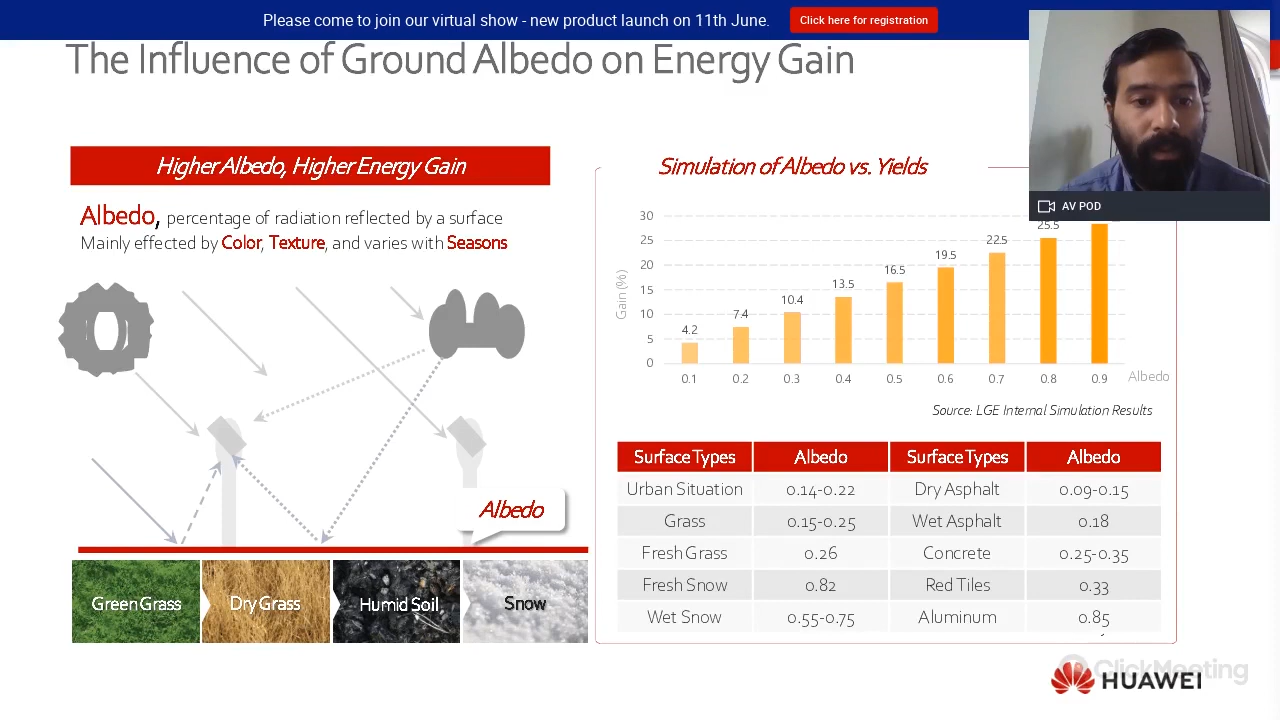 Please come to join our virtual show - new product launch on 11th June.
Click here for registration
The Influence of Ground Albedo on Energy Gain
AV POD
Higher Albedo, Higher Energy Gain
Albedo, percentage of radiation reflected by a surface
Mainly effected by Color, Texture, and varies with Seasons
Albedo
Green Grass
Dry Grass
Humid Soil
Snow
Simulation of Albedo vs. Yields
Gain (%)
30
25
20
15
10
5
0
4.2
7.4
10.4
13.5
16.5
19.5
22.5
25.5
0.1 0.2 0.3 0.4 0.5 0.6 0.7 0.8 0.9 Albedo
Source: LGE Internal Simulation Results
Surface Types Albedo Surface Types Albedo
Urban Situation 0.14-0.22 Dry Asphalt 0.09-0.15
Grass 0.15-0.25 Wet Asphalt 0.18
Fresh Grass 0.26 Concrete 0.25-0.35
Fresh Snow 0.82 Red Tiles 0.33
Wet Snow 0.55-0.75 Aluminum 0.85
ClickMeeting
HUAWEI